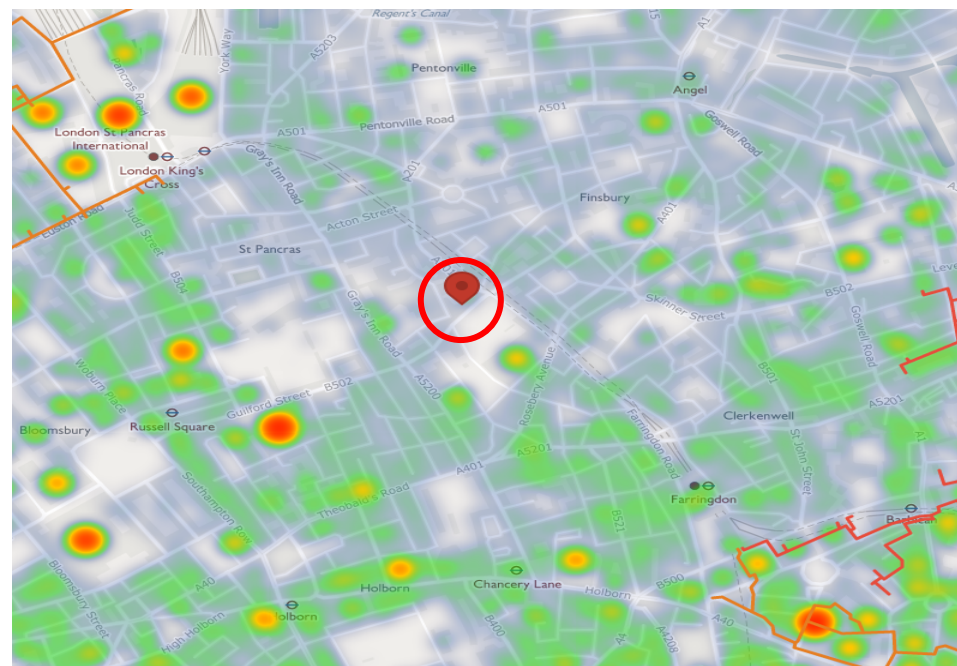 Regent's Canal
A5203
A1
York Way
Pentonville
Pancras Road
Angel
A501
Pentonville Road
A501
Goswell Road
London St Pancras
International
London King's
Cross
Gray's Inn Road
A201
Finsbury
A401
Euston Road
Judd Street
Acton Street
St Pancras
B504
B502
Skinner Street
Goswell Road
Gray's Inn Road
Woburn Place
Rosebery Avenue
B501
A5200
Guilford Street
B502
A5201
Bloomsbury
Russell Square
Clerkenwell
Farringdon Road
St John Street
A1
A5201
A401
Southampton Row
Theobald's Road
Farringdon
B521
Barbican
Bloomsbury Street
A40
Holborn
Chancery Lane
Holborn
B500
Holborn
High Holborn
B400
A4
A4208
A40